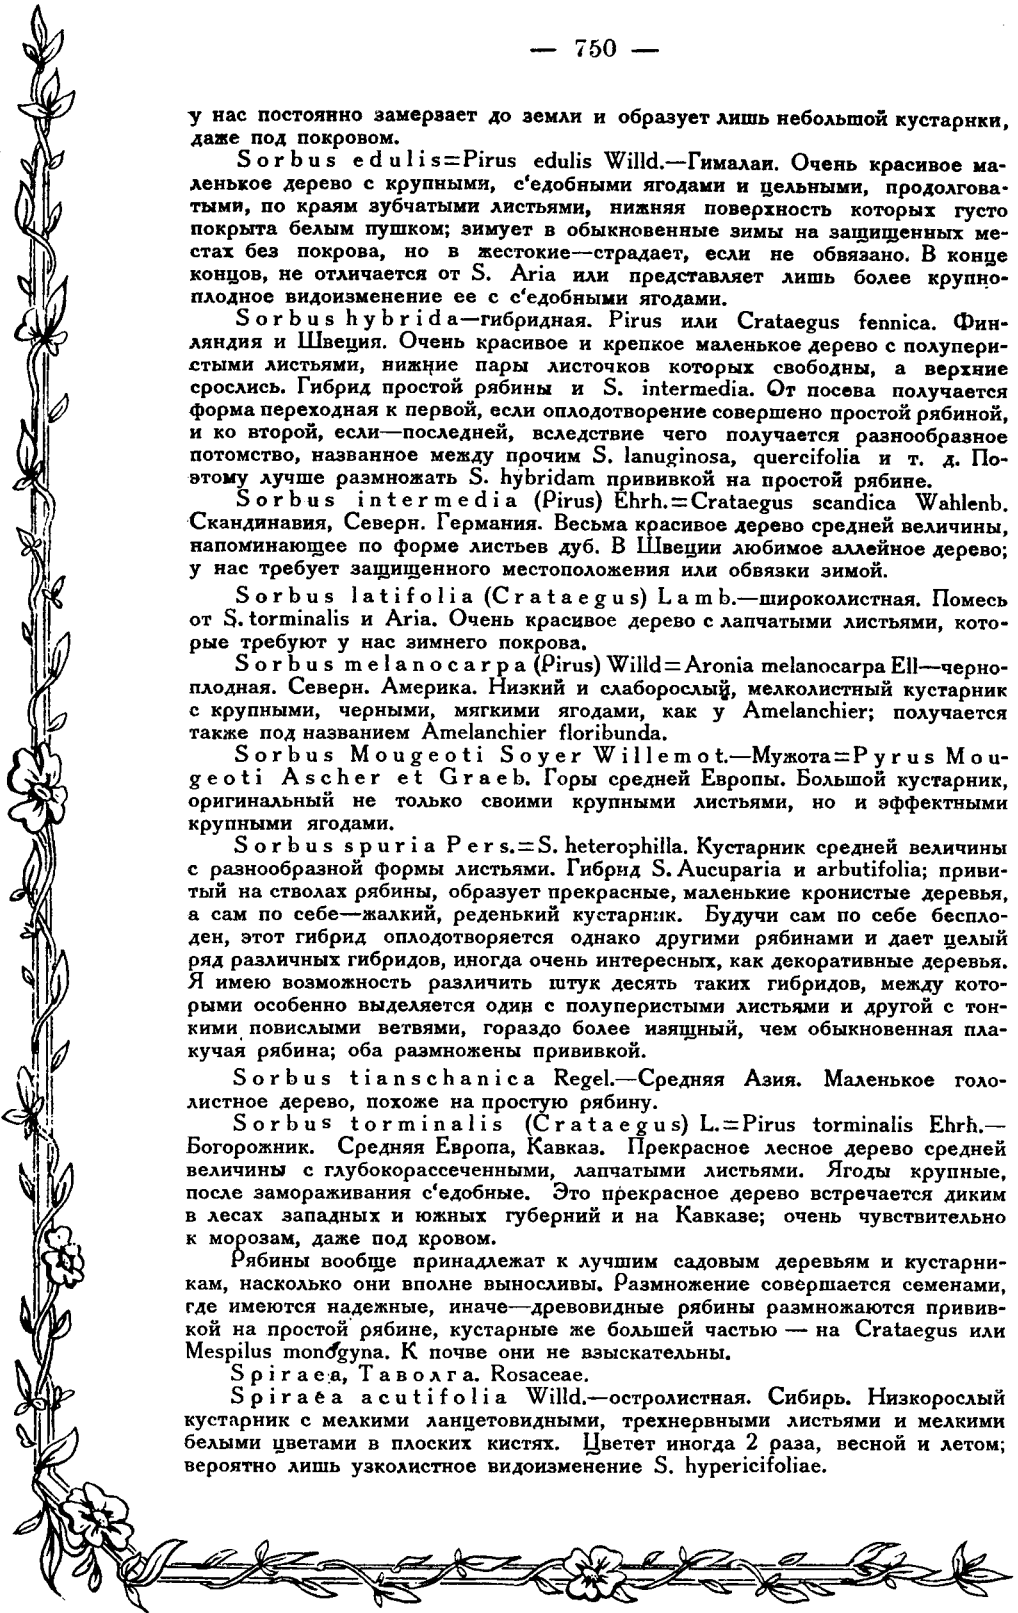 — 750 —
у нас постоянно замерзает до земли и образует лишь небольшой кустарнки,
даже под покровом.
Sorbus edulis=Pirus edulis Willd.—Гималаи. Очень красивое ма-
ленькое дерево с крупными, с‘едобными ягодами и цельными, продолгова-
тыми, по краям зубчатыми листьями, нижняя поверхность которых густо
покрыта белым пушком; зимует в обыкновенные зимы на защищенных ме-
стах без покрова, но в жестокие—страдает, если не обвязано. В конце
концов, не отличается от S. Aria или представляет лишь более крупно-
плодное видоизменение ее с с‘едобными ягодами.
Sorbus hybrida—гибридная. Pirus или Crataegus fennica. Фин-
ляндия и Швеция. Очень красивое и крепкое маленькое дерево с полупери-
стыми листьями, нижние пары листочков которых свободны, а верхние
срослись. Гибрид простой рябины и S. intermedia. От посева получается
форма переходная к первой, если оплодотворение совершено простой рябиной,
и ко второй, если—последней, вследствие чего получается разнообразное
потомство, названное между прочим S. lanuginosa, quercifolia и т. д. По-
этому лучше размножать S. hybridam прививкой на простой рябине.
Sorbus intermedia (Pirus) Ehrh.=Crataegus scandica Wahlenb.
Скандинавия, Северн. Германия. Весьма красивое дерево средней величины,
напоминающее по форме листьев дуб. В Швеции любимое аллейное дерево;
у нас требует защищенного местоположения или обвязки зимой.
Sorbus latifolia (Crataegus) Lamb.—широколистная. Помесь
от S. torminalis и Aria. Очень красивое дерево с лапчатыми листьями, кото-
рые требуют у нас зимнего покрова.
Sorbus melanocarpa (Pirus) Willd=Aronia melanocarpa Ell—черно-
плодная. Северн. Америка. Низкий и слаборослый, мелколистный кустарник
с крупными, черными, мягкими ягодами, как у Amelanchier; получается
также под названием Amelanchier floribunda.
Sorbus Mougeoti Soyer Willemot.—Мужота=Pyrus Mou-
geoti Ascher et Graeb. Горы средней Европы. Большой кустарник,
оригинальный не только своими крупными листьями, но и эффектными
крупными ягодами.
Sorbus spuria Pers.=S. heterophilla. Кустарник средней величины
с разнообразной формы листьями. Гибрид S. Aucuparia и arbutifolia; приви-
тый на стволах рябины, образует прекрасные, маленькие кронистые деревья,
а сам по себе—жалкий, реденький кустарник. Будучи сам по себе беспло-
ден, этот гибрид оплодотворяется однако другими рябинами и дает целый
ряд различных гибридов, иногда очень интересных, как декоративные деревья.
Я имею возможность различить штук десять таких гибридов, между кото-
рыми особенно выделяется один с полуперистыми листьями и другой с тон-
кими повислыми ветвями, гораздо более изящный, чем обыкновенная пла-
кучая рябина; оба размножены прививкой.
Sorbus tianschanica Regel.—Средняя Азия. Маленькое голо-
листное дерево, похоже на простую рябину.
Sorbus torminalis (Crataegus) L.=Pirus torminalis Ehrh.—
Богорожник. Средняя Европа, Кавказ. Прекрасное лесное дерево средней
величины с глубокорассеченными, лапчатыми листьями. Ягоды крупные,
после замораживания с‘едобные. Это прекрасное дерево встречается диким
в лесах западных и южных губерний и на Кавказе; очень чувствительно
к морозам, даже под кровом.
Рябины вообще принадлежат к лучшим садовым деревьям и кустарни-
кам, насколько они вполне выносливы. Размножение совершается семенами,
где имеются надежные, иначе—древовидные рябины размножаются привив-
кой на простой рябине, кустарные же большей частью — на Crataegus или
Mespilus monogyna. К почве они не взыскательны.
Spiraea, Таволга. Rosaceae.
Spiraea acutifolia Willd.—остролистная. Сибирь. Низкорослый
кустарник с мелкими ланцетовидными, трехнервными листьями и мелкими
белыми цветами в плоских кистях. Цветет иногда 2 раза, весной и летом;
вероятно лишь узколистное видоизменение S. hypericifoliae.